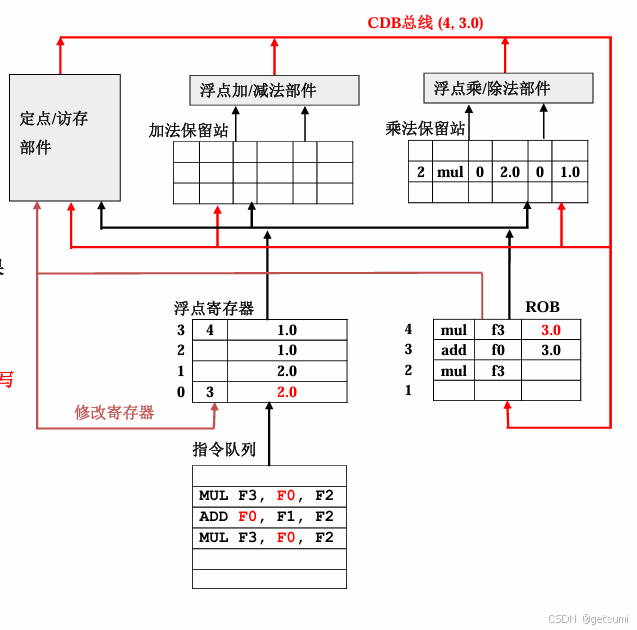 CDB总线 (4, 3.0)
定点/访存
部件
浮点加/减法部件
浮点乘/除法部件
加法保留站
乘法保留站
2 mul 0 2.0 0 1.0
浮点寄存器
3 4 1.0
2 1.0
1 2.0
0 3 2.0
ROB
4 mul f3 3.0
3 add f0 3.0
2 mul f3
1
写
修改寄存器
指令队列
MUL F3, F0, F2
ADD F0, F1, F2
MUL F3, F0, F2
CSDN @getsumi